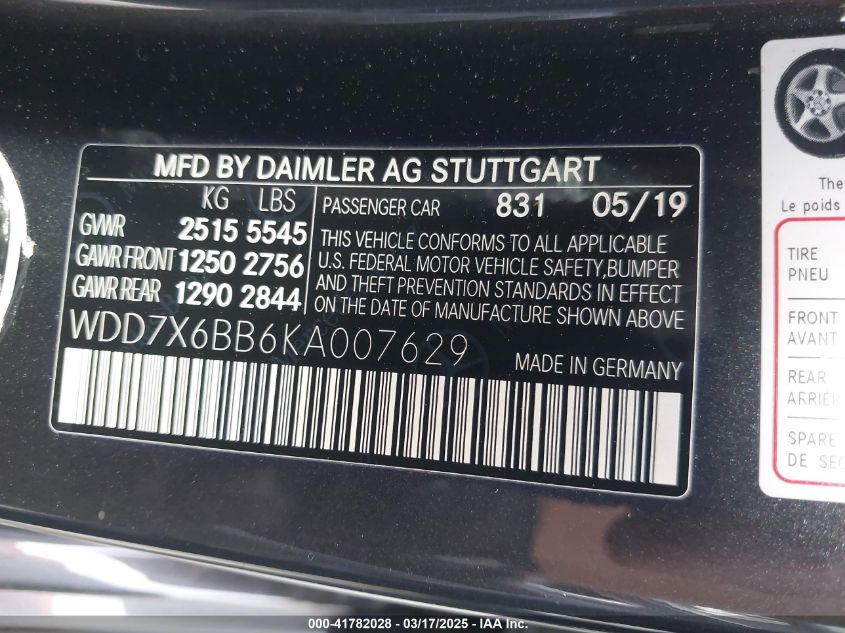 MFD BY DAIMLER AG STUTTGART
KG LBS
GVWR 2515 5545
GAWR FRONT 1250 2756
GAWR REAR 1290 2844
PASSENGER CAR 831 05/19
THIS VEHICLE CONFORMS TO ALL APPLICABLE
U.S. FEDERAL MOTOR VEHICLE SAFETY,BUMPER
AND THEFT PREVENTION STANDARDS IN EFFECT
ON THE DATE OF MANUFACTURE SHOWN ABOVE
WDD7X6BB6KA007629
MADE IN GERMANY
The
Le poids
TIRE
PNEU
FRONT
AVANT
REAR
ARRIÈR
SPARE
DE SEC
000-41782028 - 03/17/2025 - IAA Inc.